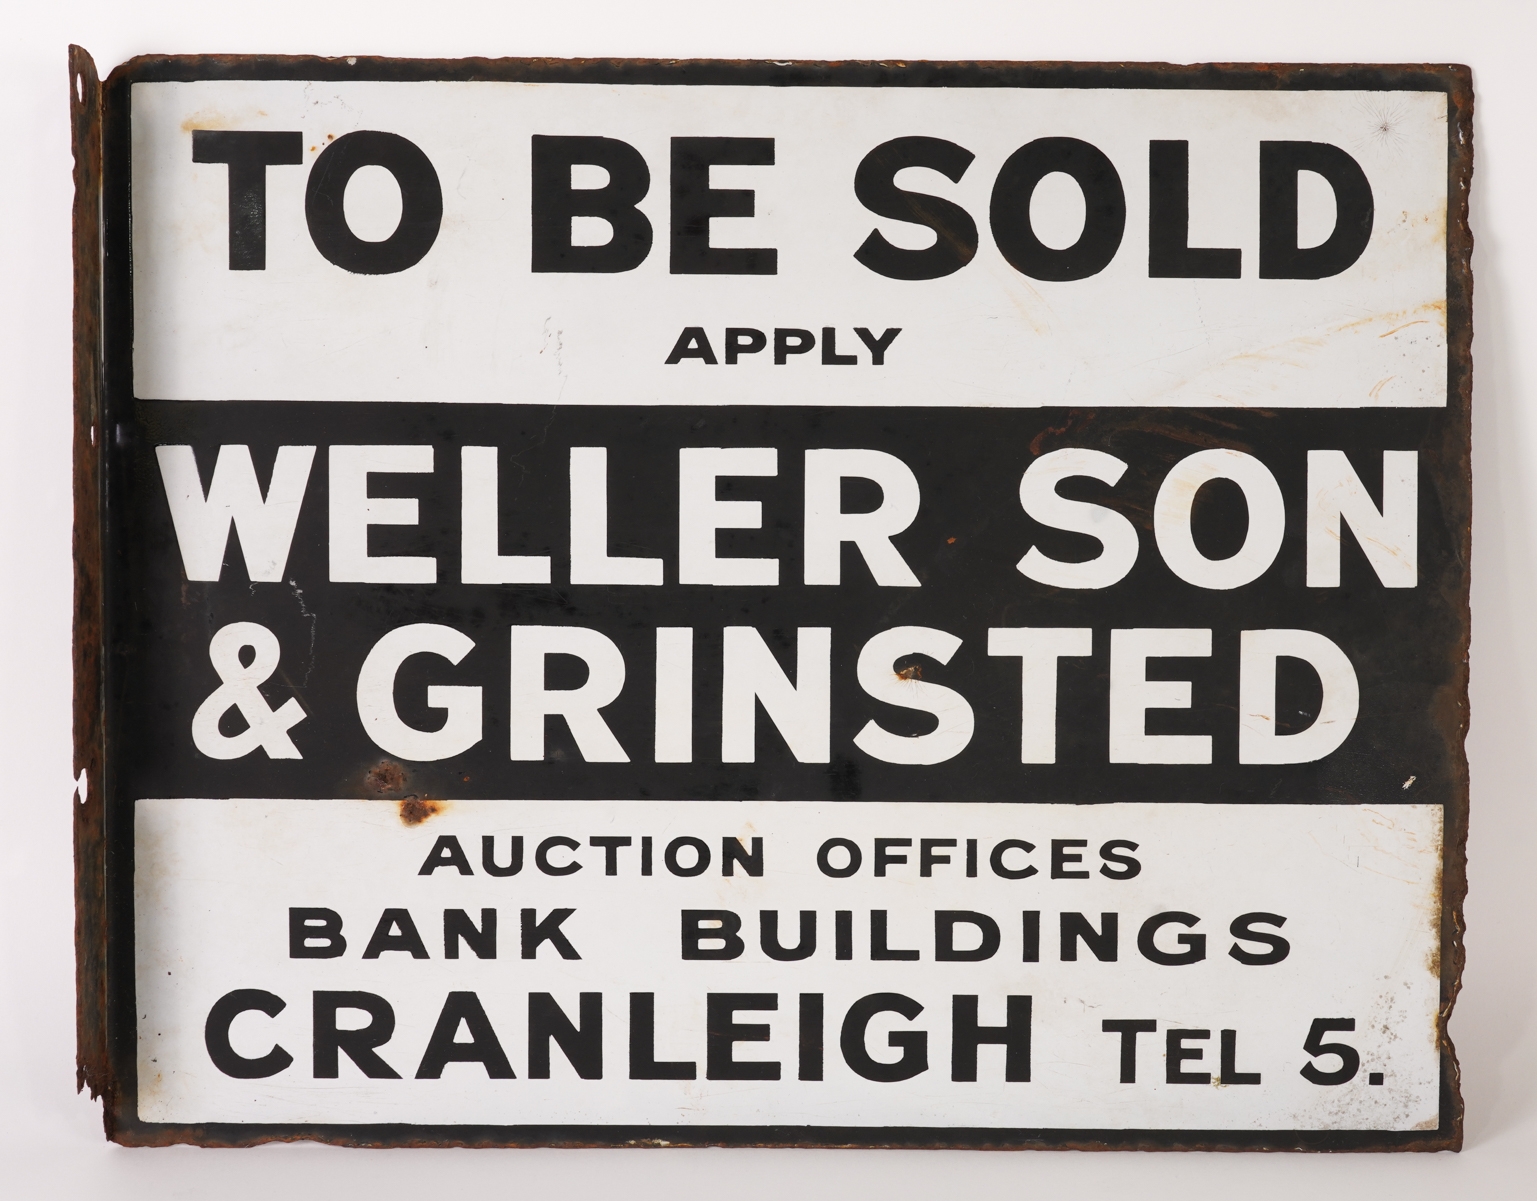 TO BE SOLD
APPLY
WELLER SON
& GRINSTED
AUCTION OFFICES
BANK BUILDINGS
CRANLEIGH TEL 5.